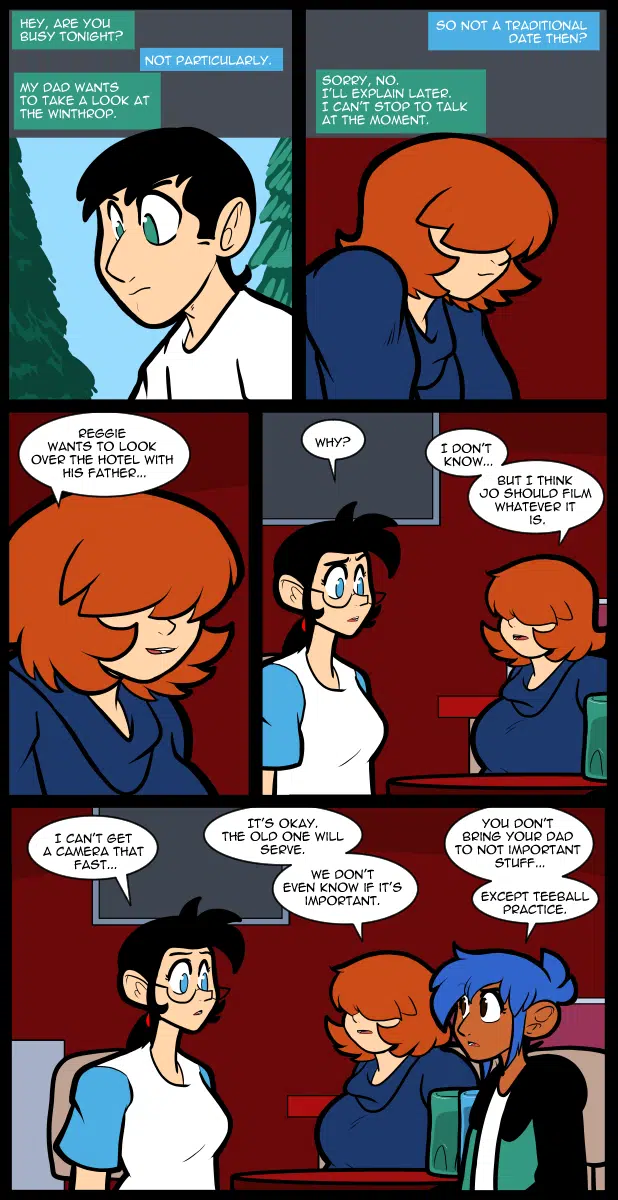 HEY, ARE YOU
BUSY TONIGHT?
NOT PARTICULARLY.
MY DAD WANTS
TO TAKE A LOOK AT
THE WINTHROP.
SO NOT A TRADITIONAL
DATE THEN?
SORRY, NO.
I'LL EXPLAIN LATER.
I CAN'T STOP TO TALK
AT THE MOMENT.
REGGIE
WANTS TO LOOK
OVER THE HOTEL WITH
HIS FATHER...
WHY?
I DON'T
KNOW...
BUT I THINK
JO SHOULD FILM
WHATEVER IT
IS.
I CAN'T GET
A CAMERA THAT
FAST...
IT'S OKAY.
THE OLD ONE WILL
SERVE.
WE DON'T
EVEN KNOW IF IT'S
IMPORTANT.
YOU DON'T
BRING YOUR DAD
TO NOT IMPORTANT
STUFF...
EXCEPT TEEBALL
PRACTICE.